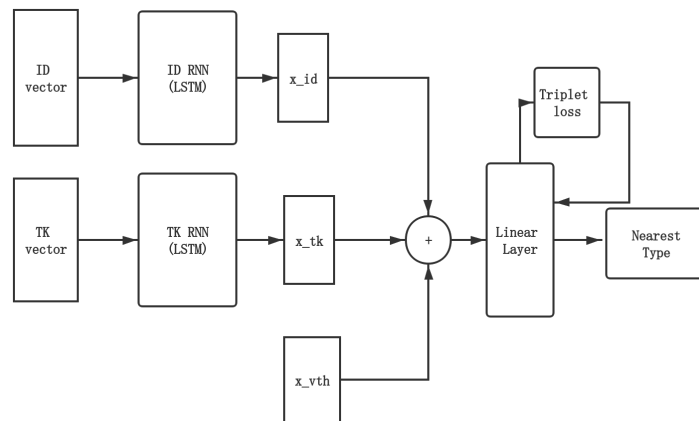 ID
vector
ID RNN
(LSTM)
x_id
Triplet
loss
TK
vector
TK RNN
(LSTM)
x_tk
+
Linear
Layer
Nearest
Type
x_vth